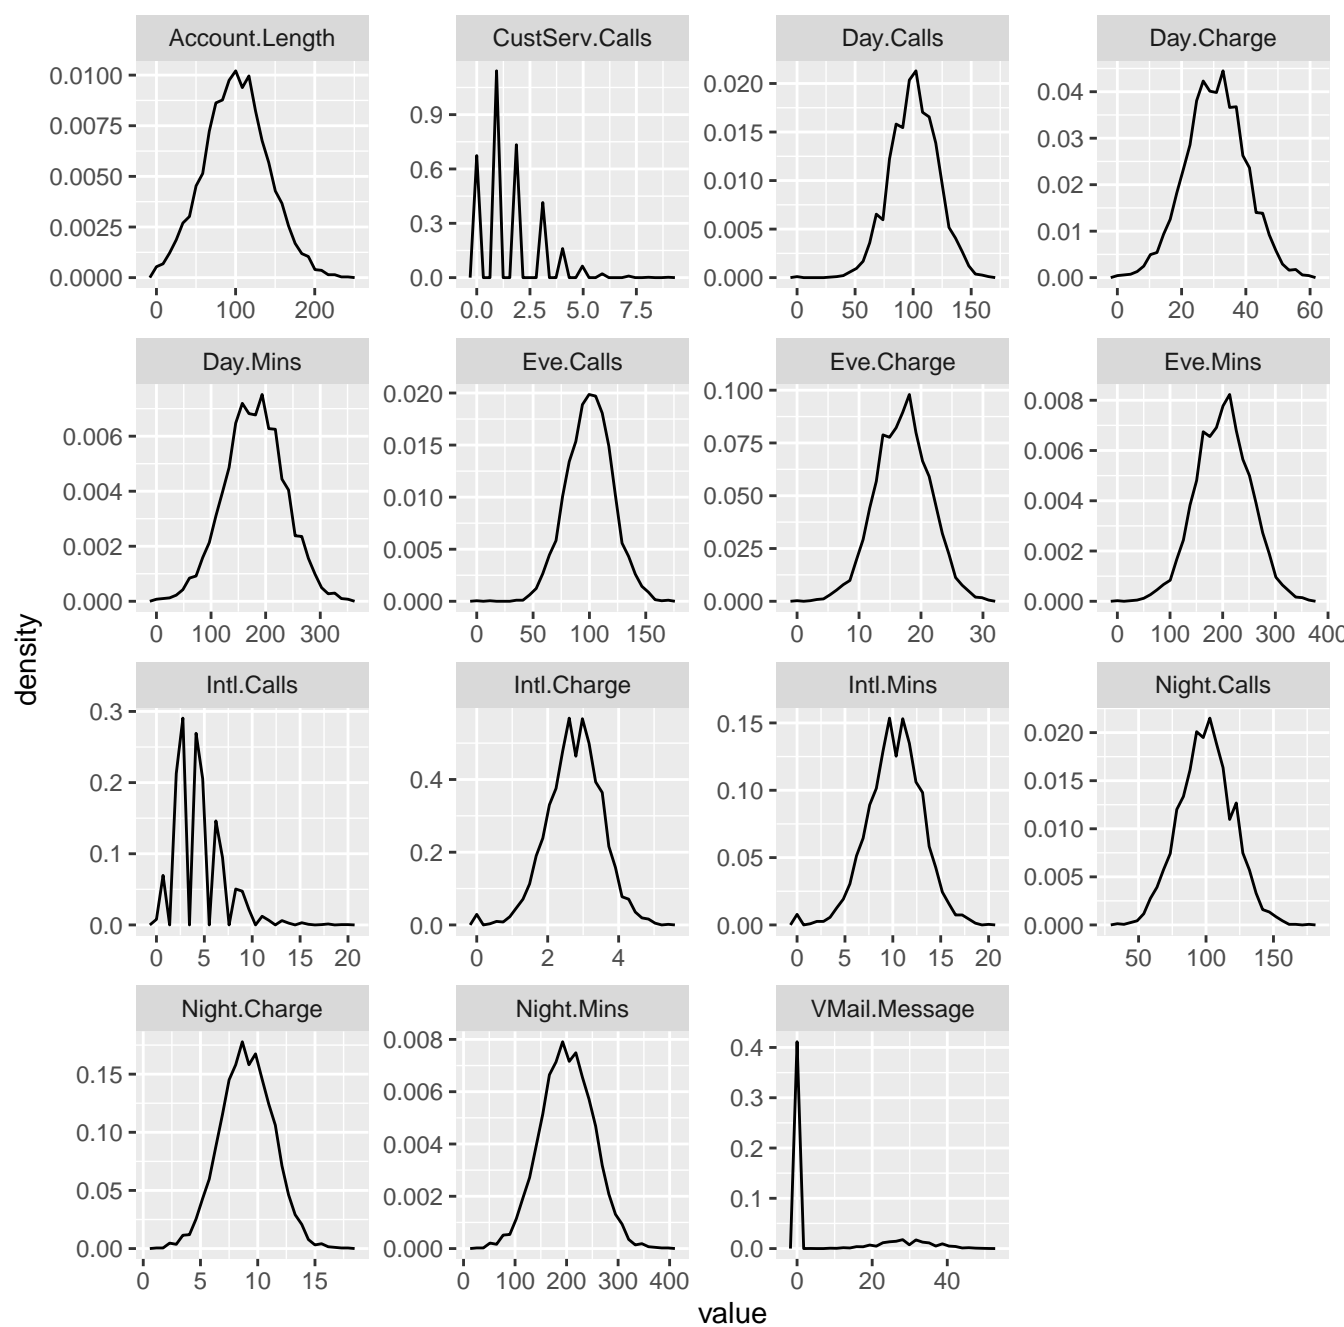 Account.Length CustServ.Calls Day.Calls Day.Charge
0.0100 0.9 0.020 0.04
0.0075 0.6 0.015 0.03
0.0050 0.3 0.010 0.02
0.0025 0.0 0.005 0.01
0.0000 0.000 0.00
0 100 200 0.0 2.5 5.0 7.5 0 50 100 150 0 20 40 60
Day.Mins Eve.Calls Eve.Charge Eve.Mins
0.006 0.020 0.100 0.008
0.004 0.015 0.075 0.006
0.002 0.010 0.050 0.004
0.000 0.005 0.025 0.002
0.000 0.000 0.000
0 100 200 300 0 50 100 150 0 10 20 30 0 100 200 300 400
density
Intl.Calls Intl.Charge Intl.Mins Night.Calls
0.3 0.4 0.15 0.020
0.2 0.2 0.10 0.015
0.1 0.0 0.05 0.010
0.0 0.00 0.005
0.000
0 5 10 15 20 0 2 4 0 5 10 15 20 50 100 150
Night.Charge Night.Mins VMail.Message
0.15 0.008 0.4
0.10 0.006 0.3
0.05 0.004 0.2
0.00 0.002 0.1
0.000 0.0
0 5 10 15 0 100 200 300 400 0 20 40
value